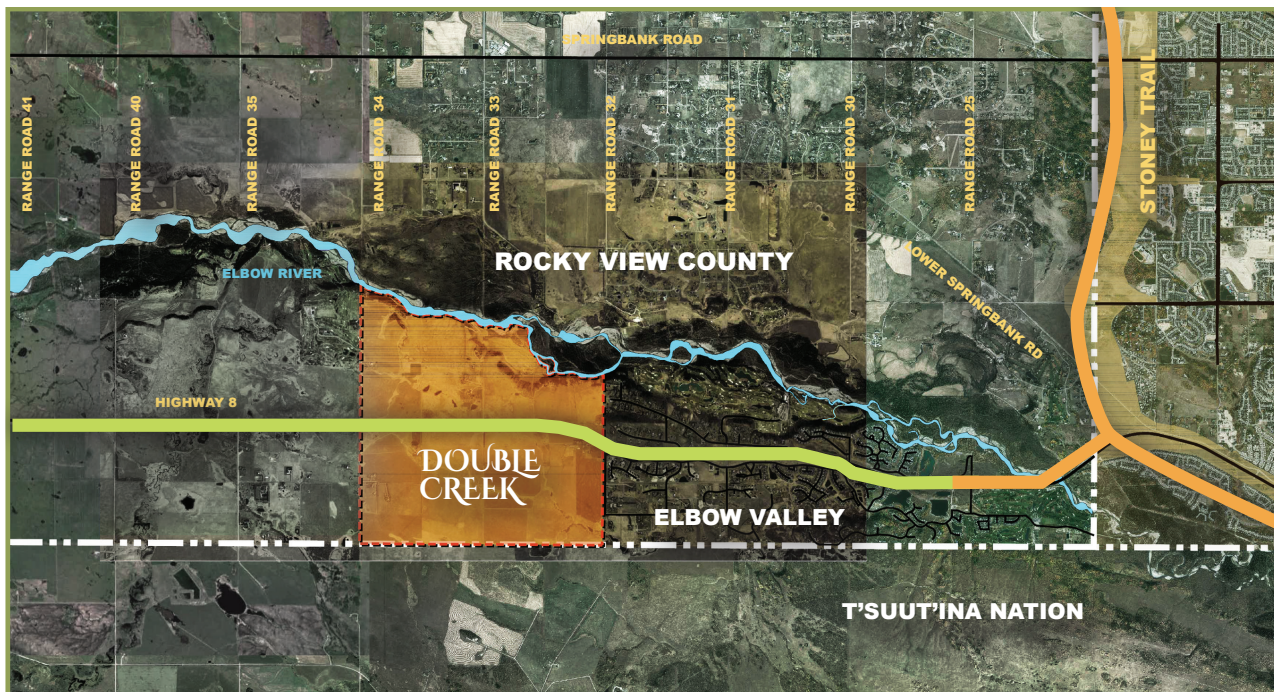 SPRINGBANK ROAD
STONEY TRAIL
RANGE ROAD 41
RANGE ROAD 40
RANGE ROAD 35
RANGE ROAD 34
RANGE ROAD 33
RANGE ROAD 32
RANGE ROAD 31
RANGE ROAD 30
RANGE ROAD 25
ROCKY VIEW COUNTY
ELBOW RIVER
LOWER SPRINGBANK RD
HIGHWAY 8
DOUBLE
CREEK
ELBOW VALLEY
T'SUUT'INA NATION